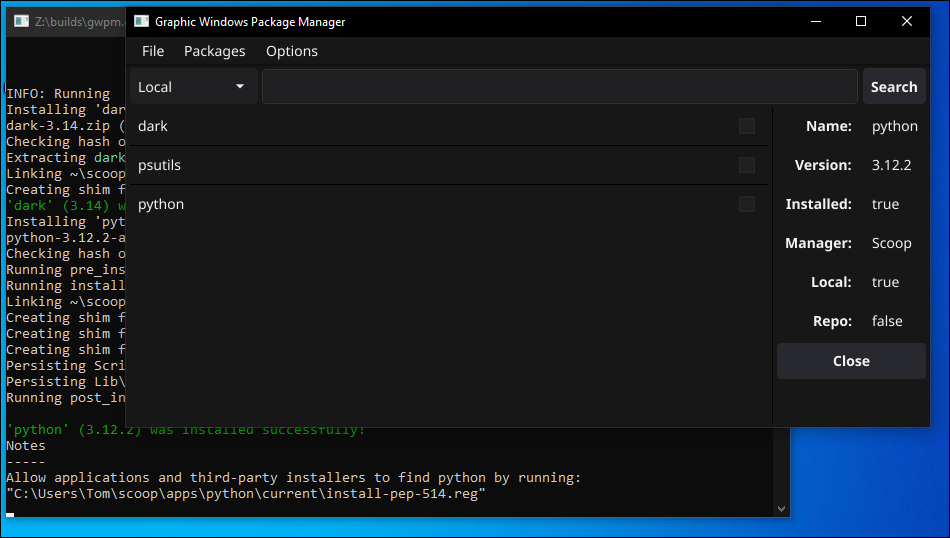 Z:\builds\gwpm.
Graphic Windows Package Manager
File Packages Options
Local
Search
dark
psutils
python
Name: python
Version: 3.12.2
Installed: true
Manager: Scoop
Local: true
Repo: false
Close
INFO: Running
Installing 'dar
dark-3.14.zip (
Checking hash o
Extracting dark
Linking ~\scoop
Creating shim f
'dark' (3.14) w
Installing 'pyt
python-3.12.2-a
Checking hash o
Running pre_ins
Running install
Linking ~\scoop
Creating shim f
Creating shim f
Creating shim f
Persisting Scri
Persisting Lib\
Running post_in
'python' (3.12.2) was installed successfully!
Notes
-----
Allow applications and third-party installers to find python by running:
"C:\Users\Tom\scoop\apps\python\current\install-pep-514.reg"